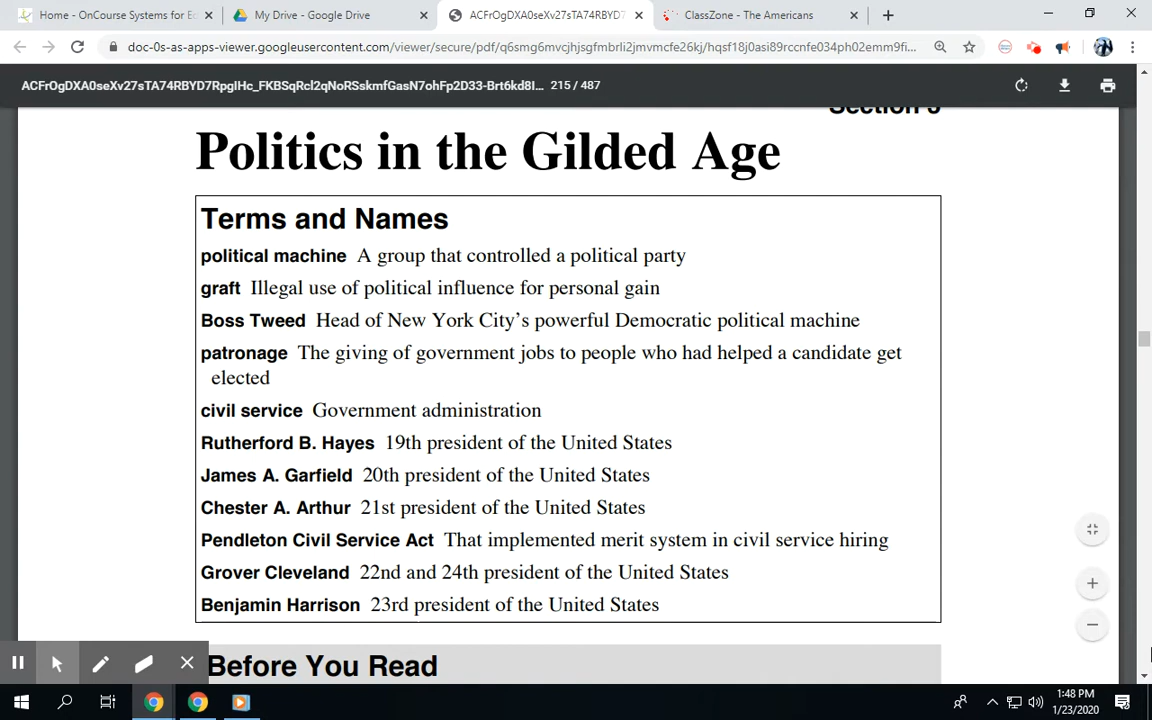 Home - OnCourse Systems for Ed
My Drive - Google Drive
ACFrOgDXA0seXv27sTA74RBYD7
ClassZone - The Americans
doc-0s-as-apps-viewer.googleusercontent.com/viewer/secure/pdf/q6smg6mvcjhjsgfmbrli2jmvmcfe26kj/hqsf18j0asi89rccnfe034ph02emm9fi...
ACFrOgDXA0seXv27sTA74RBYD7RpgIHc_FKBSqRcl2qNoRSskmfGasN7ohFp2D33-Brt6kd8I... 215 / 487
Politics in the Gilded Age
Terms and Names
political machine A group that controlled a political party
graft Illegal use of political influence for personal gain
Boss Tweed Head of New York City's powerful Democratic political machine
patronage The giving of government jobs to people who had helped a candidate get
elected
civil service Government administration
Rutherford B. Hayes 19th president of the United States
James A. Garfield 20th president of the United States
Chester A. Arthur 21st president of the United States
Pendleton Civil Service Act That implemented merit system in civil service hiring
Grover Cleveland 22nd and 24th president of the United States
Benjamin Harrison 23rd president of the United States
Before You Read
1:48 PM
1/23/2020